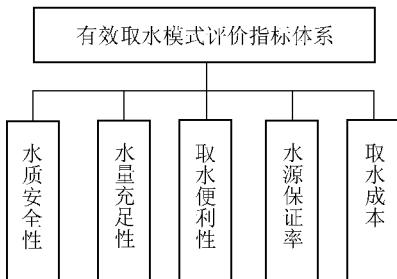 有效取水模式评价指标体系
水质安全性
水量充足性
取水便利性
水源保证率
取水成本